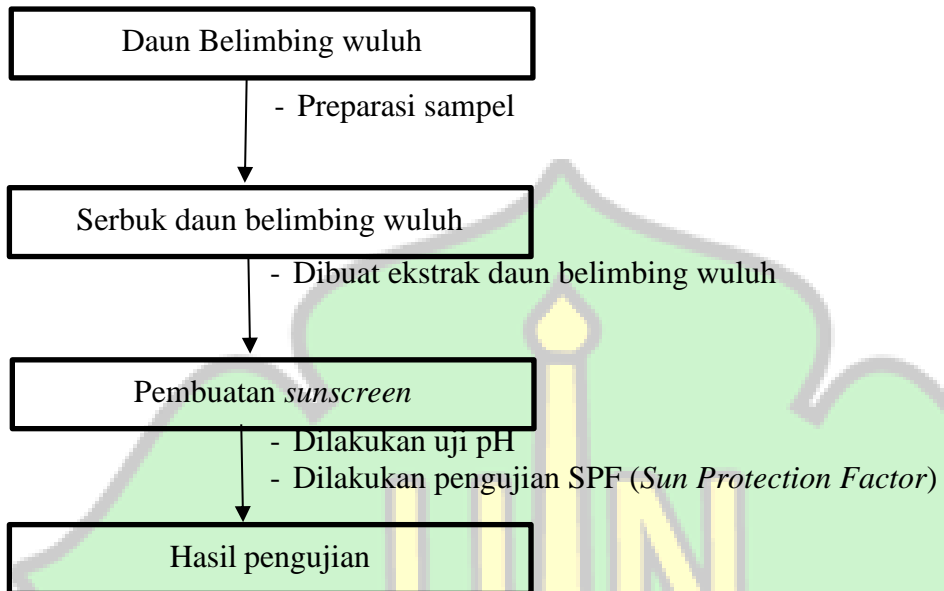 Daun Belimbing wuluh
- Preparasi sampel
Serbuk daun belimbing wuluh
- Dibuat ekstrak daun belimbing wuluh
Pembuatan sunscreen
- Dilakukan uji pH
- Dilakukan pengujian SPF (Sun Protection Factor)
Hasil pengujian